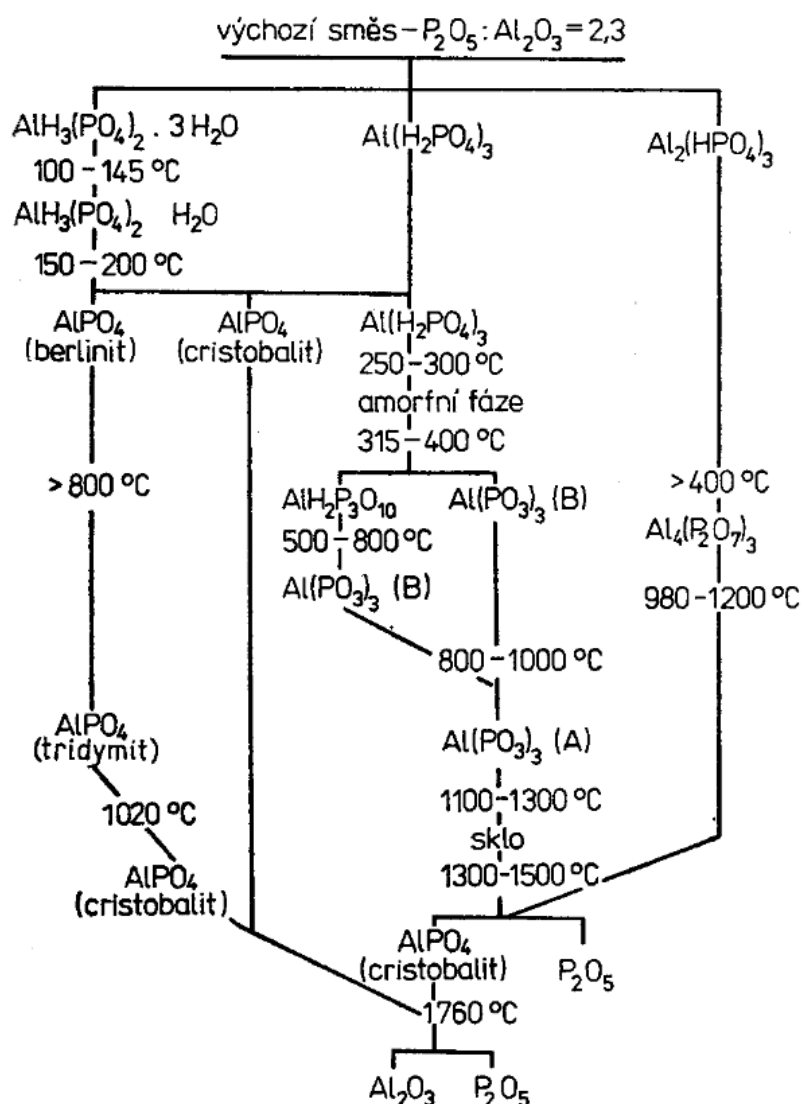 výchozí směs – P₂O₅ : Al₂O₃ = 2,3
AlH₃(PO₄)₂ . 3 H₂O
100 – 145 °C
AlH₃(PO₄)₂ H₂O
150 – 200 °C
AlPO₄
(berlinit)
> 800 °C
AlPO₄
(tridymit)
1020 °C
AlPO₄
(cristobalit)
AlPO₄
(cristobalit)
Al(H₂PO₄)₃
Al(H₂PO₄)₃
250 – 300 °C
amorfní fáze
315 – 400 °C
AlH₂P₃O₁₀
500 – 800 °C
Al(PO₃)₃ (B)
Al(PO₃)₃ (B)
800 – 1000 °C
Al(PO₃)₃ (A)
1100 – 1300 °C
sklo
1300 – 1500 °C
Al₂(HPO₄)₃
> 400 °C
Al₄(P₂O₇)₃
980 – 1200 °C
AlPO₄
(cristobalit)
P₂O₅
1760 °C
Al₂O₃
P₂O₅